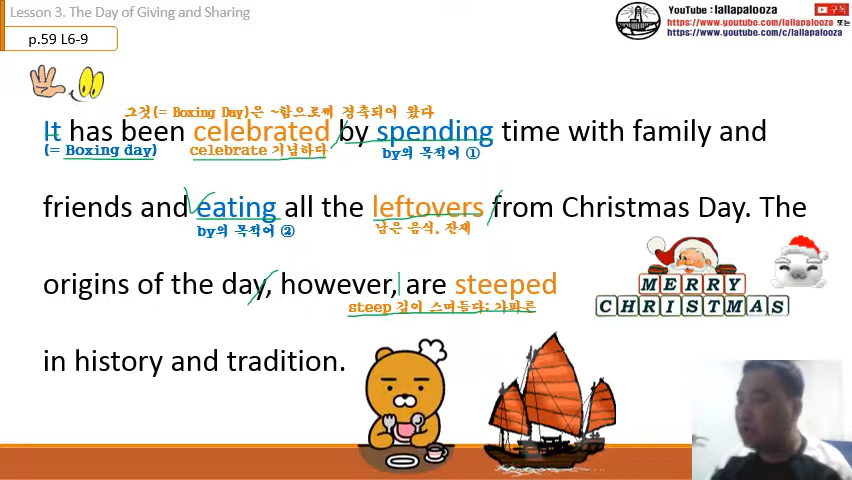 Lesson 3. The Day of Giving and Sharing
YouTube : lallapalooza 구독
https://www.youtube.com/lallapalooza 또는
https://www.youtube.com/c/lallapalooza
p.59 L6-9
그것(= Boxing Day)은 ~함으로써 경축되어 왔다
It has been celebrated by spending time with family and
(= Boxing day) celebrate 기념하다 by의 목적어 ①
friends and eating all the leftovers from Christmas Day. The
by의 목적어 ② 남은 음식, 잔재
MERRY
origins of the day, however, are steeped
CHRISTMAS
steep 깊이 스며들다; 가파른
in history and tradition.